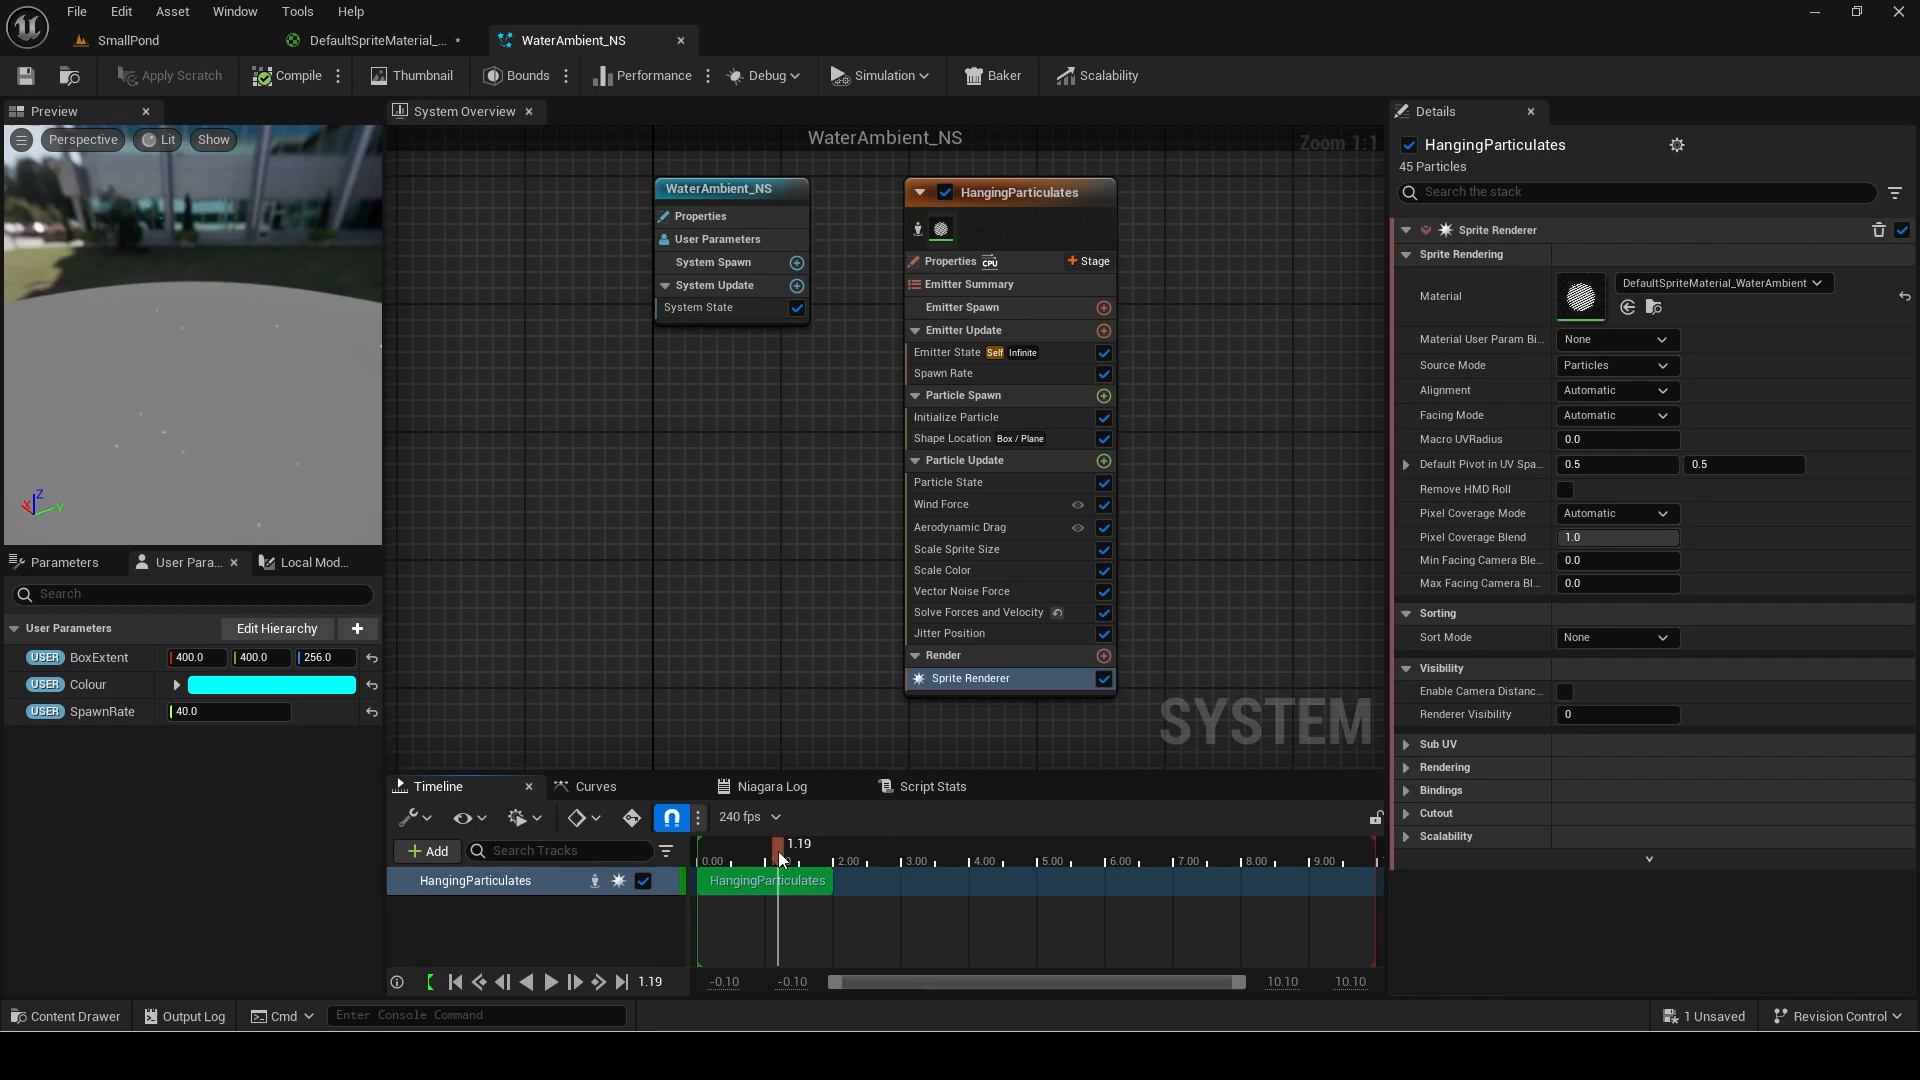 File Edit Asset Window Tools Help
SmallPond DefaultSpriteMaterial_... • WaterAmbient_NS
Apply Scratch Compile Thumbnail Bounds Performance Debug Simulation Baker Scalability
Preview
Perspective Lit Show
Z
X
Y
Parameters User Para... Local Mod...
Search
User Parameters Edit Hierarchy
USER BoxExtent 400.0 400.0 256.0
USER Colour
USER SpawnRate 40.0
System Overview
WaterAmbient_NS
Zoom 1:1
WaterAmbient_NS
Properties
User Parameters
System Spawn
System Update
System State
HangingParticulates
Properties CPU Stage
Emitter Summary
Emitter Spawn
Emitter Update
Emitter State Self Infinite
Spawn Rate
Particle Spawn
Initialize Particle
Shape Location Box / Plane
Particle Update
Particle State
Wind Force
Aerodynamic Drag
Scale Sprite Size
Scale Color
Vector Noise Force
Solve Forces and Velocity
Jitter Position
Render
Sprite Renderer
SYSTEM
Timeline Curves Niagara Log Script Stats
240 fps
Add Search Tracks
1.19
0.00 2.00 3.00 4.00 5.00 6.00 7.00 8.00 9.00
HangingParticulates HangingParticulates
1.19 -0.10 -0.10 10.10 10.10
Details
HangingParticulates
45 Particles
Search the stack
Sprite Renderer
Sprite Rendering
Material DefaultSpriteMaterial_WaterAmbient
Material User Param Bi... None
Source Mode Particles
Alignment Automatic
Facing Mode Automatic
Macro UVRadius 0.0
Default Pivot in UV Spa... 0.5 0.5
Remove HMD Roll
Pixel Coverage Mode Automatic
Pixel Coverage Blend 1.0
Min Facing Camera Ble... 0.0
Max Facing Camera Bl... 0.0
Sorting
Sort Mode None
Visibility
Enable Camera Distanc...
Renderer Visibility 0
Sub UV
Rendering
Bindings
Cutout
Scalability
Content Drawer Output Log Cmd Enter Console Command 1 Unsaved Revision Control